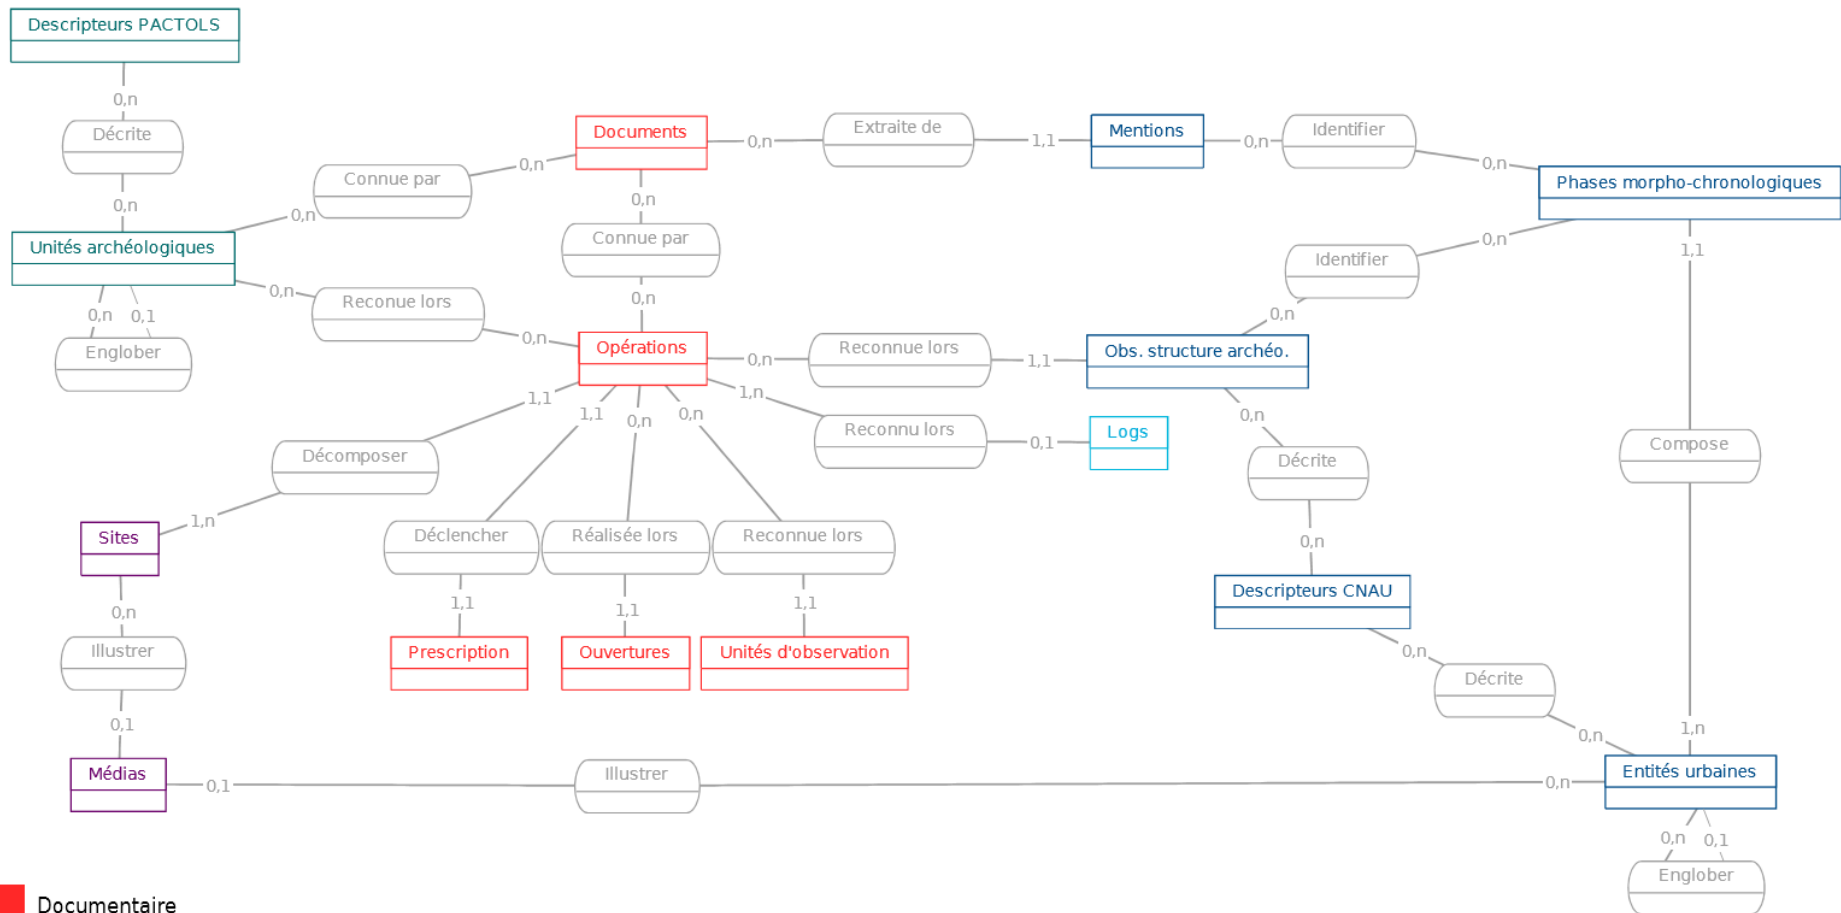 Descripteurs PACTOLS
0,n
Décrite
0,n
Documents
0,n
Extraite de
1,1
Mentions
0,n
Identifier
0,n
Connue par
0,n
0,n
Phases morpho-chronologiques
0,n
Connue par
0,n
Unités archéologiques
0,n
Identifier
0,n
1,1
0,n
0,1
Englober
0,n
Reconue lors
0,n
Opérations
0,n
Reconnue lors
1,1
Obs. structure archéo.
1,1
1,1
0,n
0,n
1,n
Reconnu lors
0,1
Logs
0,n
Décrite
0,n
Compose
Décomposer
1,n
Sites
Déclencher
Réalisée lors
Reconnue lors
1,1
1,1
1,1
Descripteurs CNAU
0,n
Illustrer
0,1
Prescription
Ouvertures
Unités d'observation
0,n
Décrite
0,n
1,n
Médias
0,1
Illustrer
0,n
Entités urbaines
0,n
0,1
Englober
Documentaire